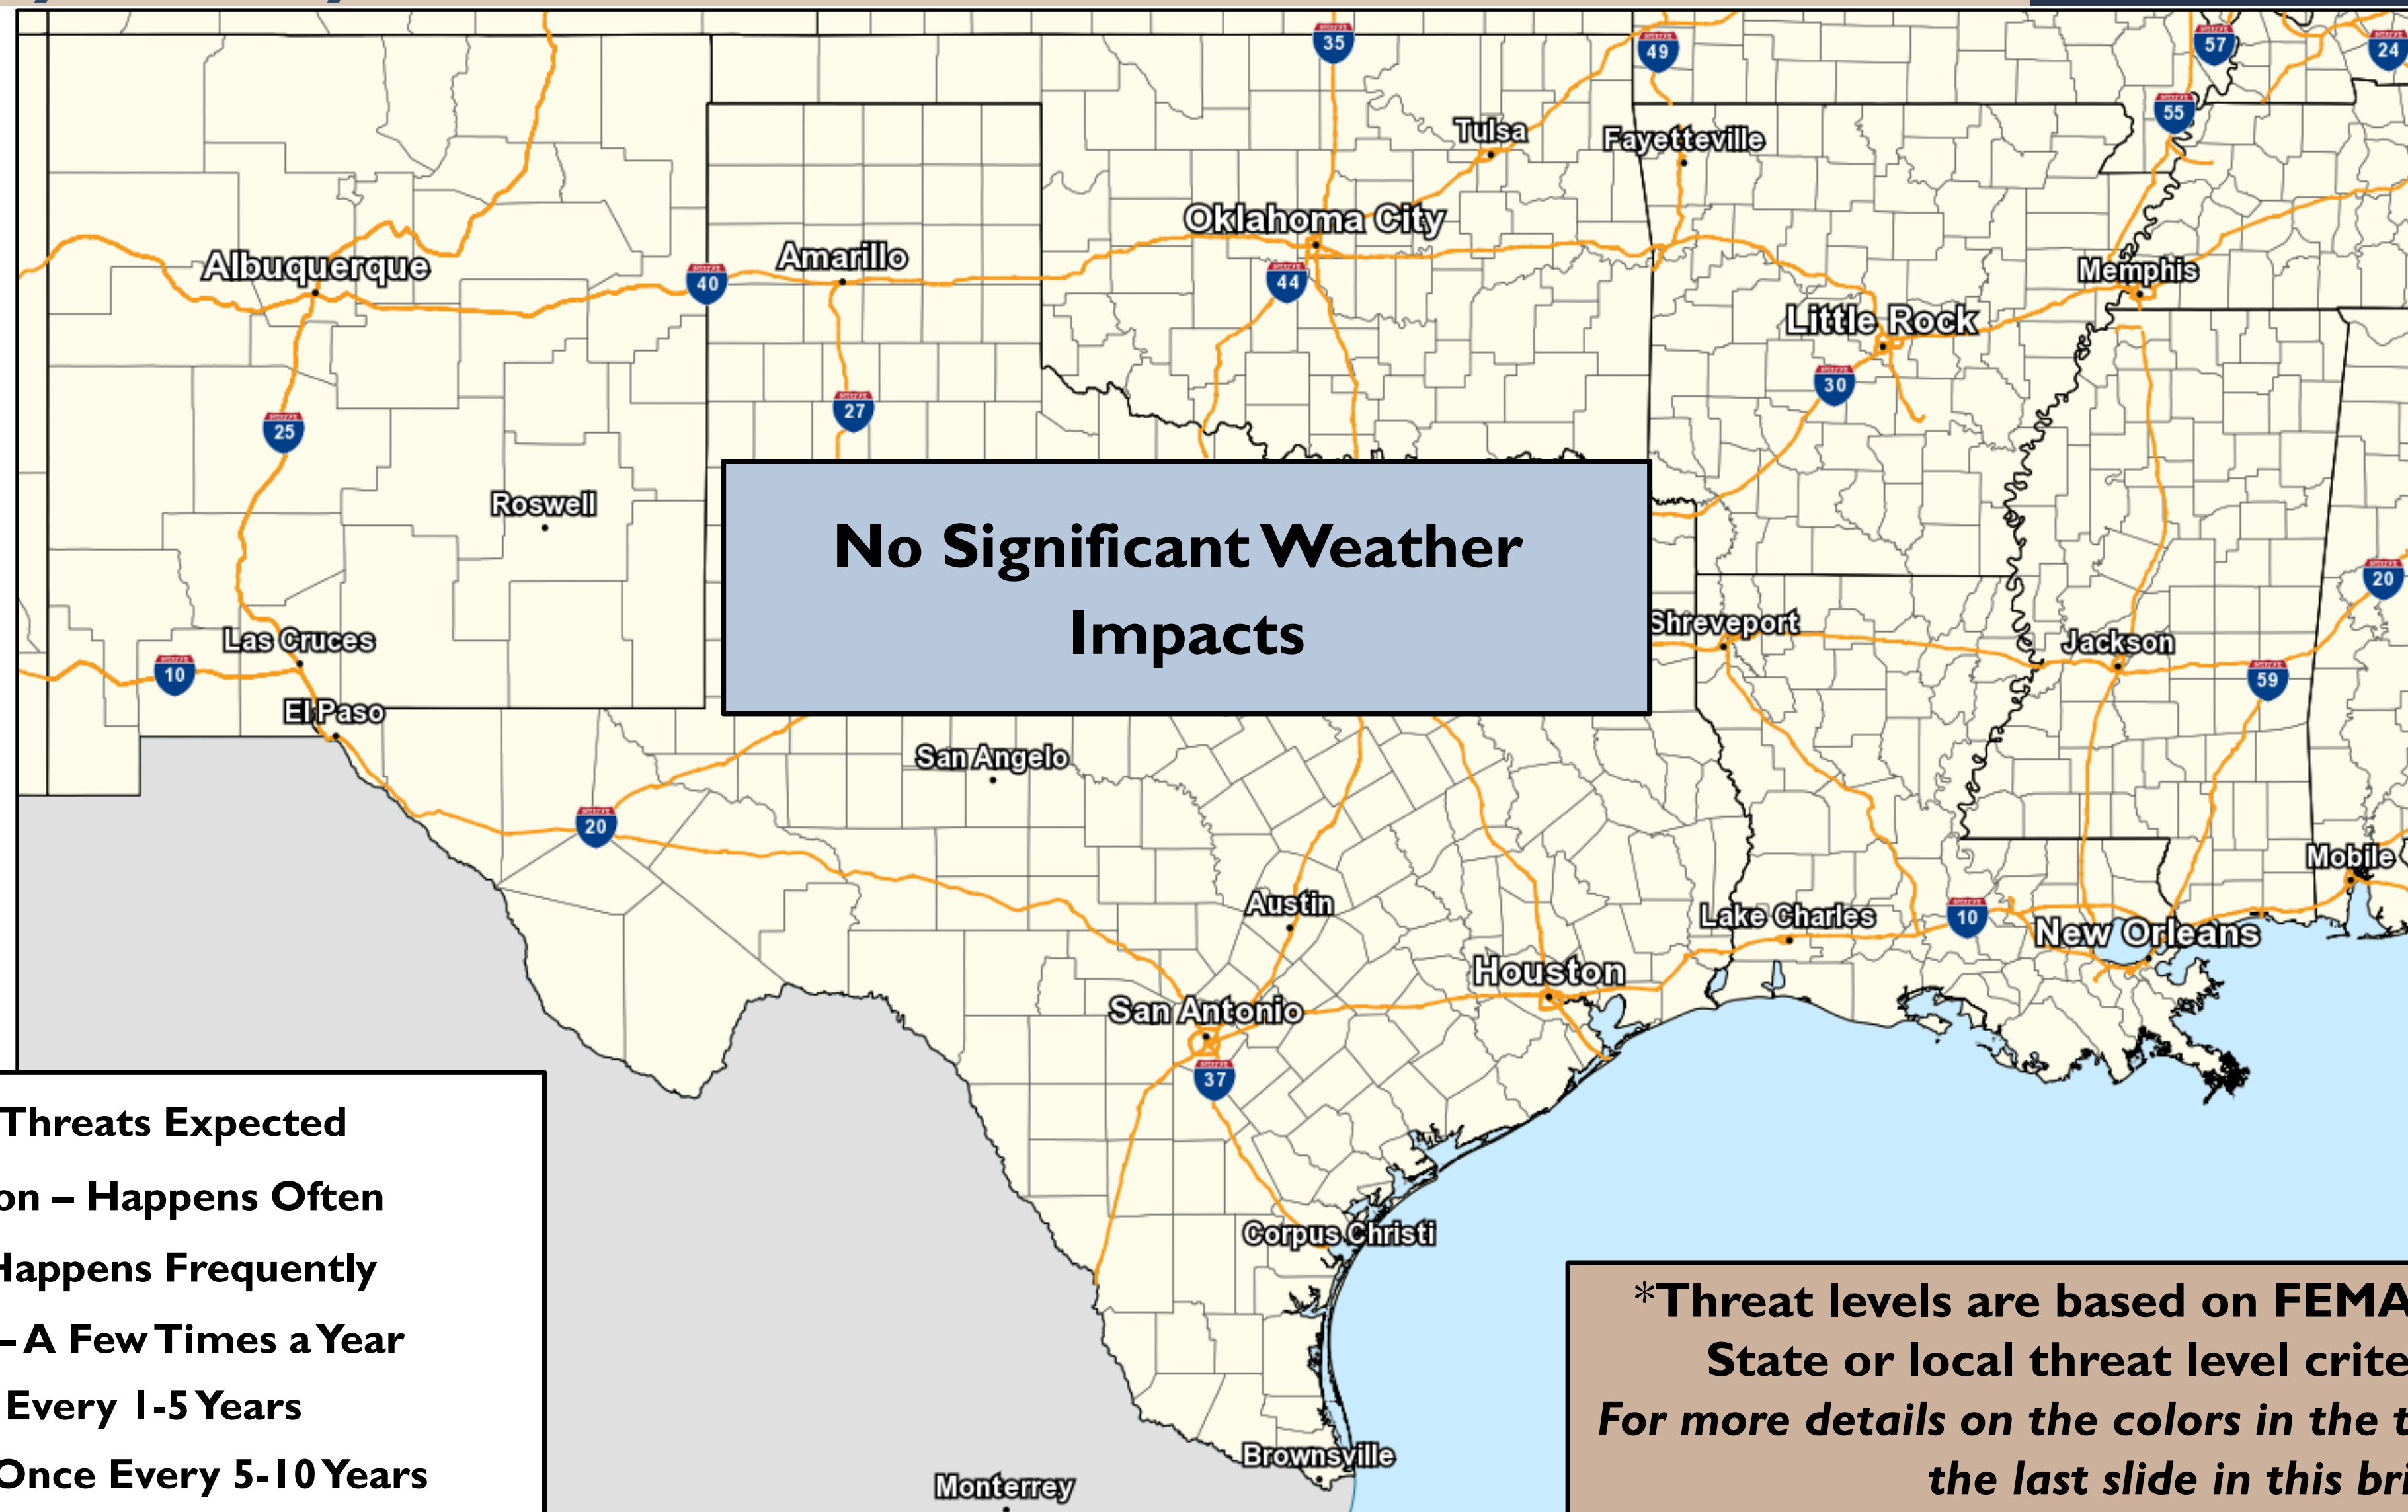 35
49
57
24
55
Tulsa
Fayetteville
Oklahoma City
Albuquerque
Amarillo
40
44
Memphis
Little Rock
30
27
25
Roswell
No Significant Weather
Impacts
20
Shreveport
Las Cruces
Jackson
10
59
El Paso
San Angelo
20
Mobile
Austin
Lake Charles
10
New Orleans
Houston
San Antonio
37
Threats Expected
on – Happens Often
Happens Frequently
– A Few Times a Year
Every 1-5 Years
Once Every 5-10 Years
Corpus Christi
Brownsville
Monterrey
*Threat levels are based on FEMA
State or local threat level crite
For more details on the colors in the t
the last slide in this bri